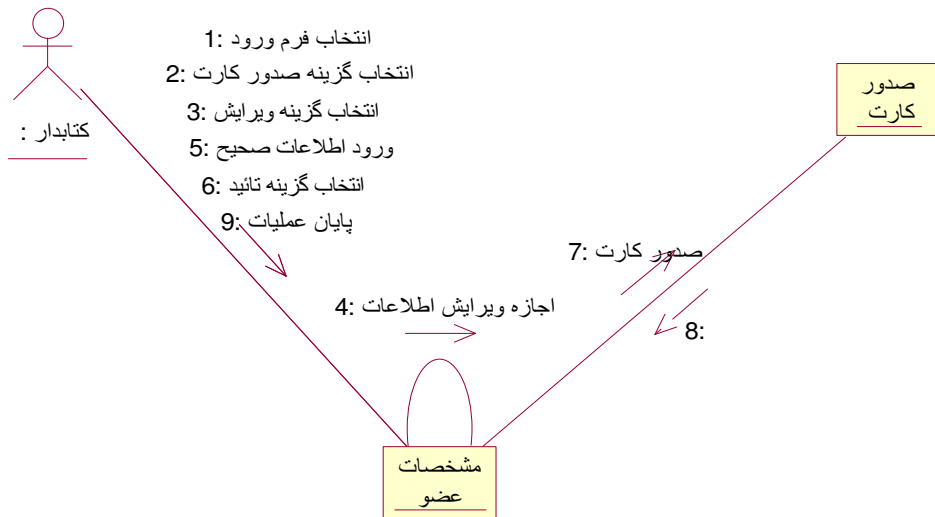 1: انتخاب فرم ورود
2: انتخاب گزینه صدور کارت
3: انتخاب گزینه ویرایش
5: ورود اطلاعات صحیح
6: انتخاب گزینه تائید
9: پایان عملیات
: کتابدار
صدور
کارت
7: صدور کارت
8:
4: اجازه ویرایش اطلاعات
مشخصات
عضو